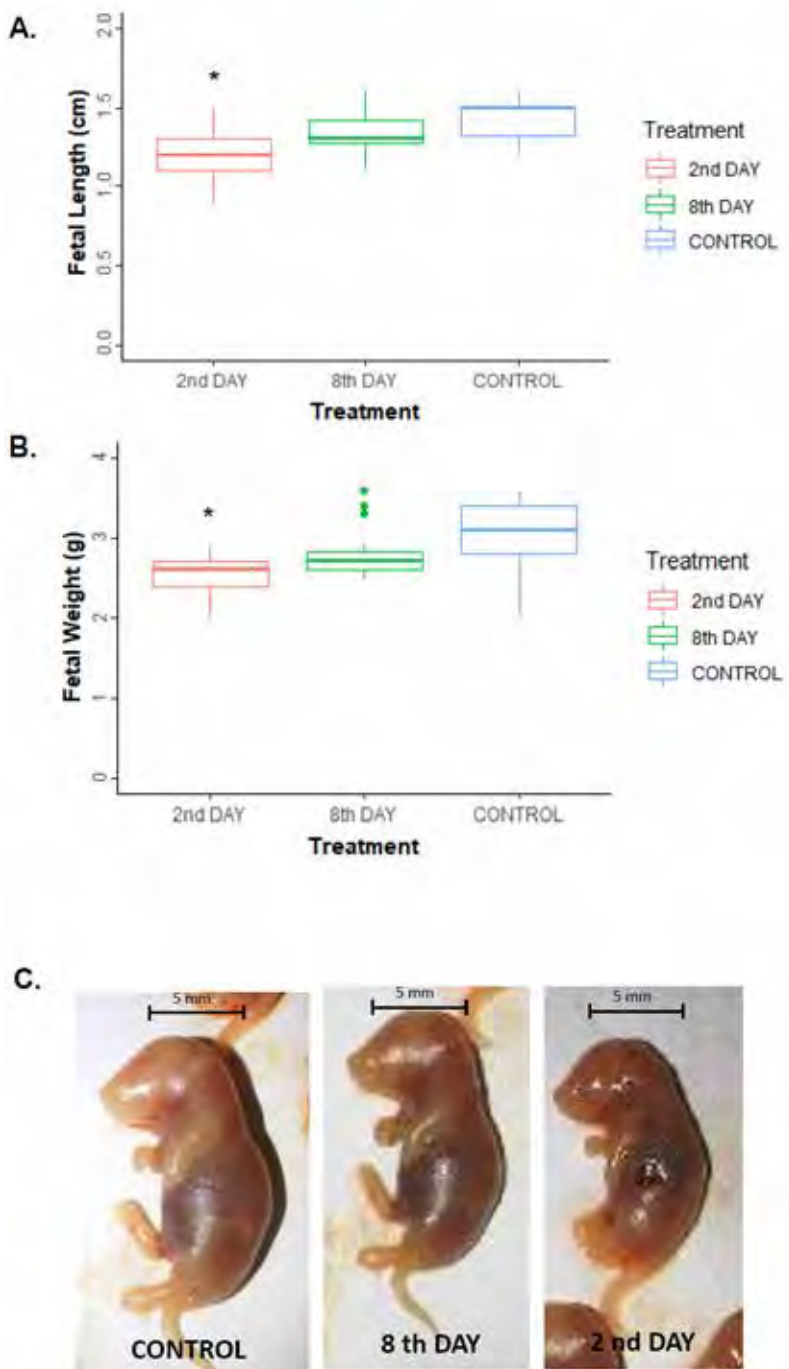 A.
Fetal Length (cm)
2.0
1.5
1.0
0.5
0.0
*
2nd DAY
8th DAY
CONTROL
Treatment
Treatment
2nd DAY
8th DAY
CONTROL
B.
Fetal Weight (g)
4
3
2
1
0
*
2nd DAY
8th DAY
CONTROL
Treatment
Treatment
2nd DAY
8th DAY
CONTROL
C.
5 mm
5 mm
5 mm
CONTROL
8 th DAY
2 nd DAY